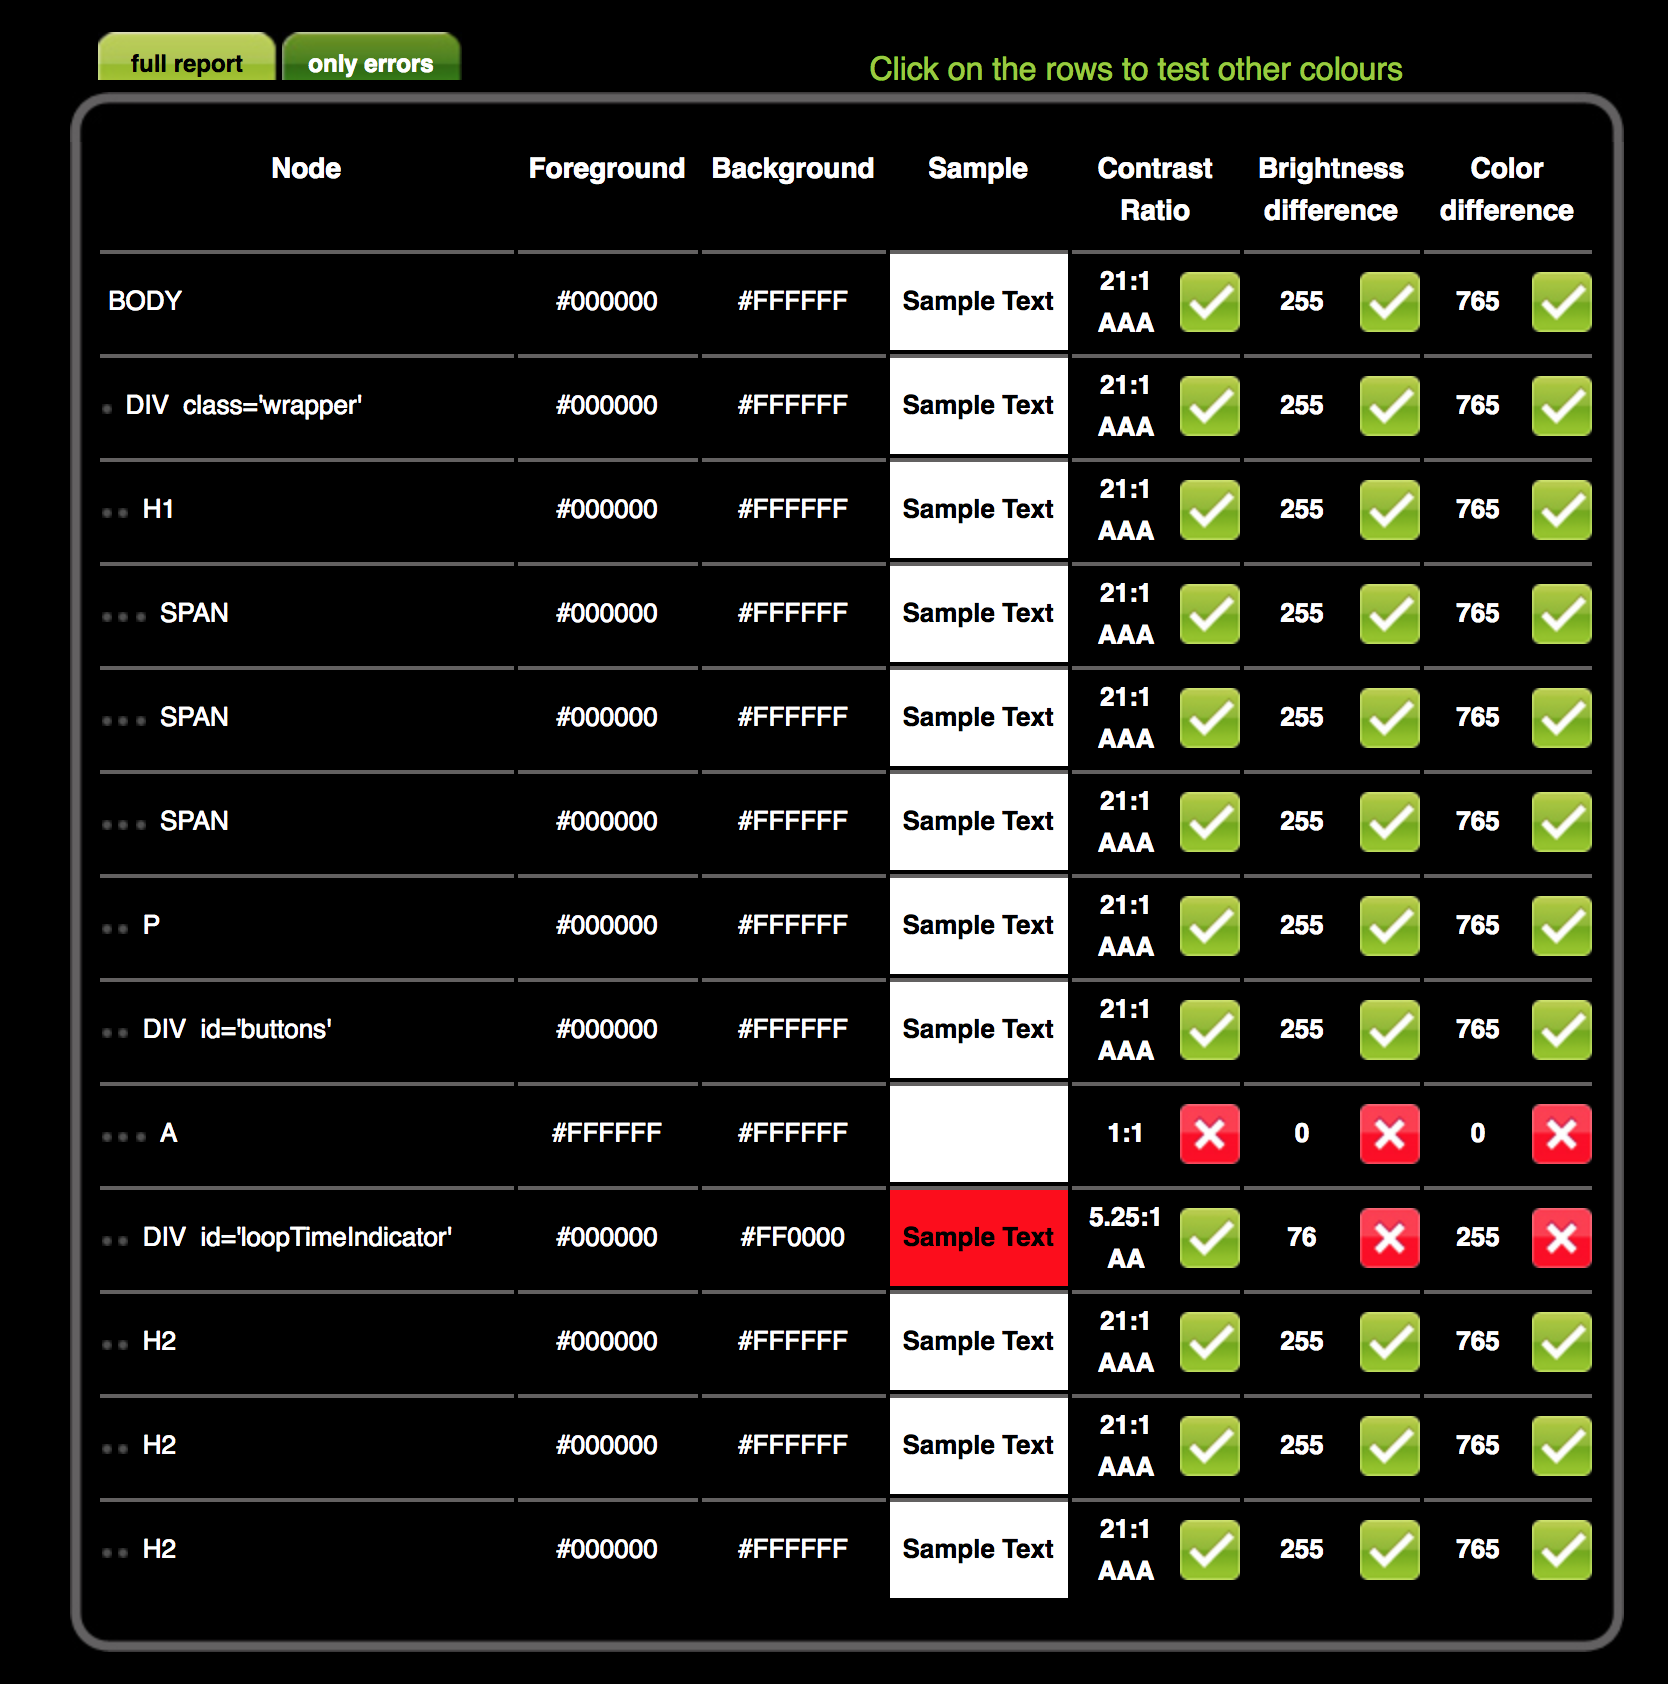 full report only errors
Click on the rows to test other colours
Node Foreground Background Sample Contrast Ratio Brightness difference Color difference
BODY #000000 #FFFFFF Sample Text 21:1 AAA 255 765
DIV class='wrapper' #000000 #FFFFFF Sample Text 21:1 AAA 255 765
H1 #000000 #FFFFFF Sample Text 21:1 AAA 255 765
SPAN #000000 #FFFFFF Sample Text 21:1 AAA 255 765
SPAN #000000 #FFFFFF Sample Text 21:1 AAA 255 765
SPAN #000000 #FFFFFF Sample Text 21:1 AAA 255 765
P #000000 #FFFFFF Sample Text 21:1 AAA 255 765
DIV id='buttons' #000000 #FFFFFF Sample Text 21:1 AAA 255 765
A #FFFFFF #FFFFFF 1:1 0 0
DIV id='loopTimeIndicator' #000000 #FF0000 Sample Text 5.25:1 AA 76 255
H2 #000000 #FFFFFF Sample Text 21:1 AAA 255 765
H2 #000000 #FFFFFF Sample Text 21:1 AAA 255 765
H2 #000000 #FFFFFF Sample Text 21:1 AAA 255 765